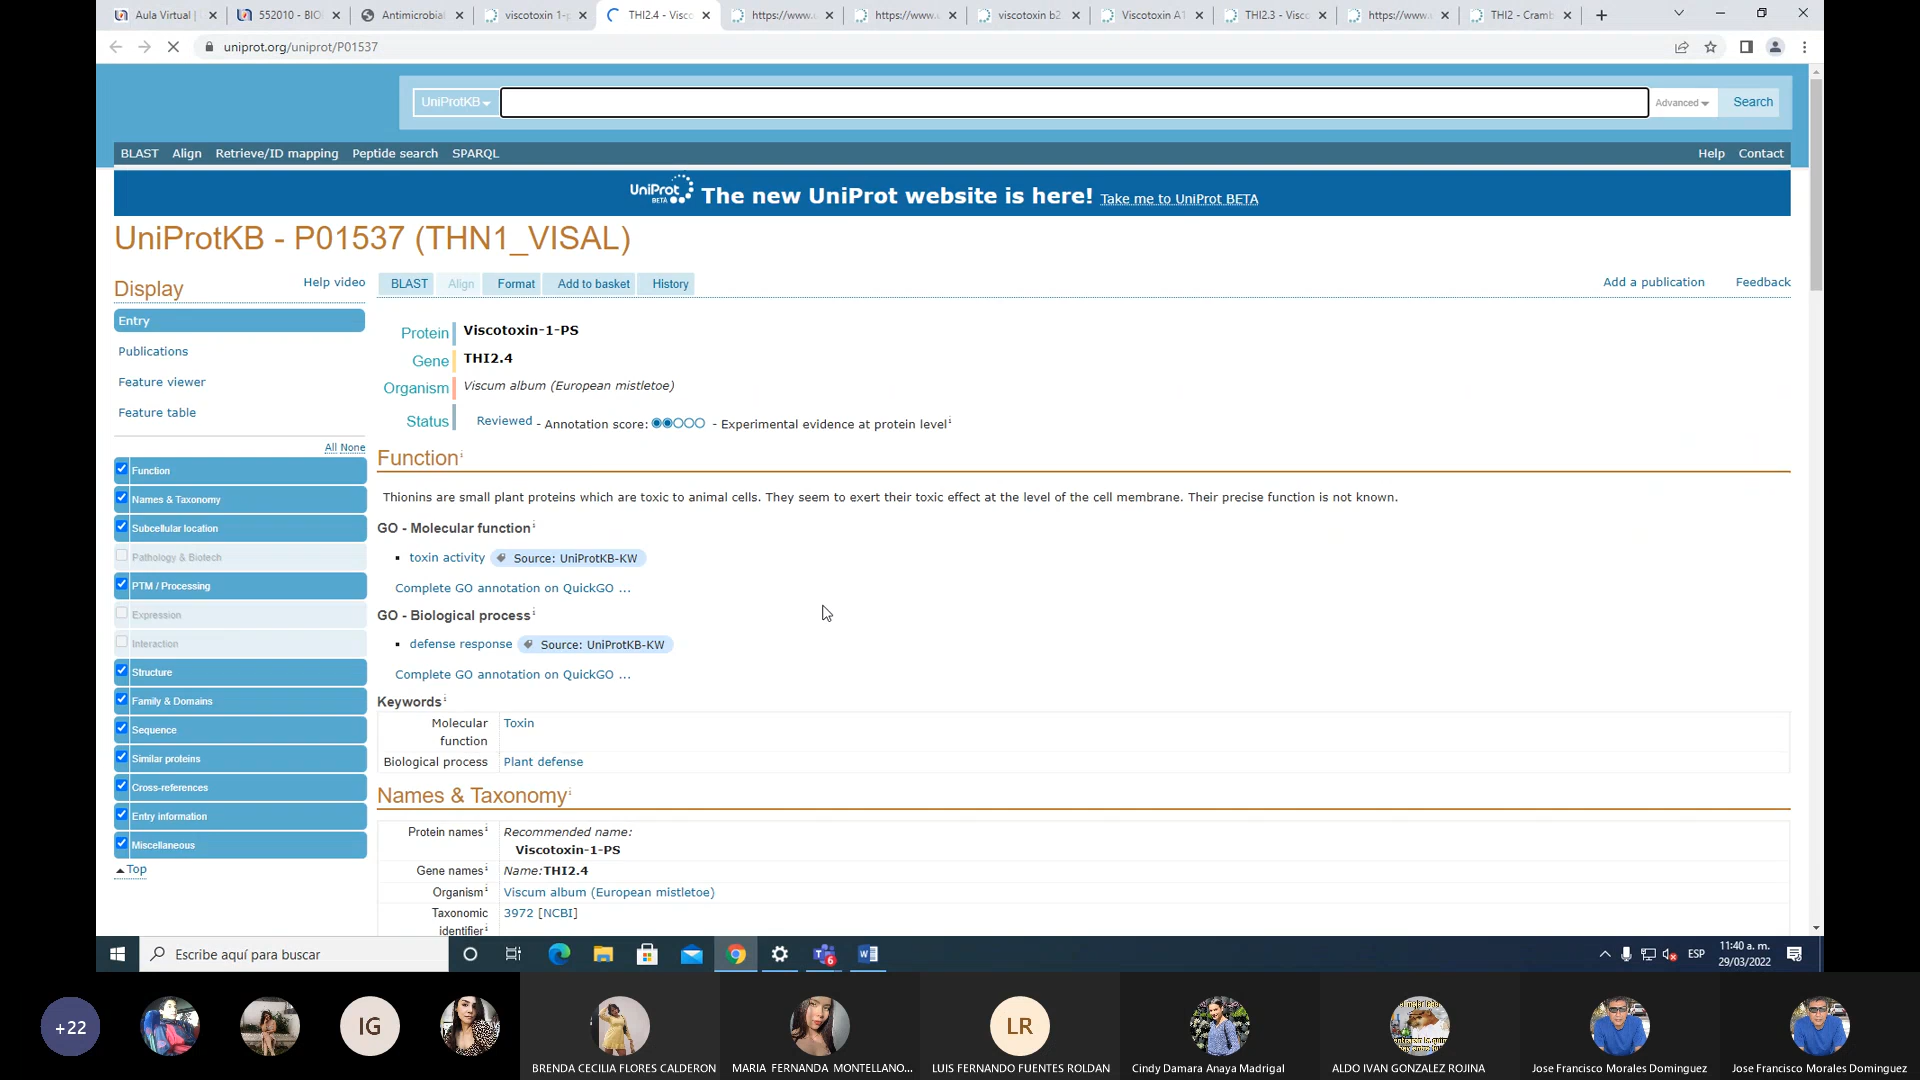 Aula Virtual |
552010 - BIO
Antimicrobial
viscotoxin 1-p
THI2.4 - Visco
https://www.u
https://www.u
viscotoxin b2
Viscotoxin A1
THI2.3 - Visco
https://www.u
THI2 - Cramb
uniprot.org/uniprot/P01537
UniProtKB
Advanced
Search
BLAST Align Retrieve/ID mapping Peptide search SPARQL
Help Contact
UniProt BETA The new UniProt website is here! Take me to UniProt BETA
UniProtKB - P01537 (THN1_VISAL)
Display
Help video
BLAST Align Format Add to basket History
Add a publication Feedback
Entry
Publications
Feature viewer
Feature table
All None
Function
Names & Taxonomy
Subcellular location
Pathology & Biotech
PTM / Processing
Expression
Interaction
Structure
Family & Domains
Sequence
Similar proteins
Cross-references
Entry information
Miscellaneous
Top
Protein Viscotoxin-1-PS
Gene THI2.4
Organism Viscum album (European mistletoe)
Status Reviewed - Annotation score: - Experimental evidence at protein level i
Function i
Thionins are small plant proteins which are toxic to animal cells. They seem to exert their toxic effect at the level of the cell membrane. Their precise function is not known.
GO - Molecular function i
toxin activity Source: UniProtKB-KW
Complete GO annotation on QuickGO ...
GO - Biological process i
defense response Source: UniProtKB-KW
Complete GO annotation on QuickGO ...
Keywords i
Molecular function Toxin
Biological process Plant defense
Names & Taxonomy i
Protein names i Recommended name:
Viscotoxin-1-PS
Gene names i Name:THI2.4
Organism i Viscum album (European mistletoe)
Taxonomic identifier i 3972 [NCBI]
Escribe aquí para buscar
6
ESP
11:40 a. m.
29/03/2022
+22
IG
LR
BRENDA CECILIA FLORES CALDERON
MARIA FERNANDA MONTELLANO...
LUIS FERNANDO FUENTES ROLDAN
Cindy Damara Anaya Madrigal
ALDO IVAN GONZALEZ ROJINA
Jose Francisco Morales Dominguez
Jose Francisco Morales Dominguez